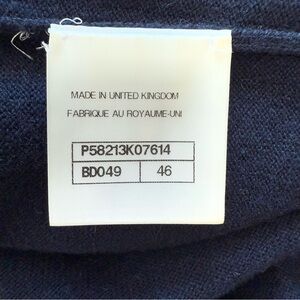 MADE IN UNITED KINGDOM
FABRIQUE AU ROYAUME-UNI
P58213K07614
BD049 46